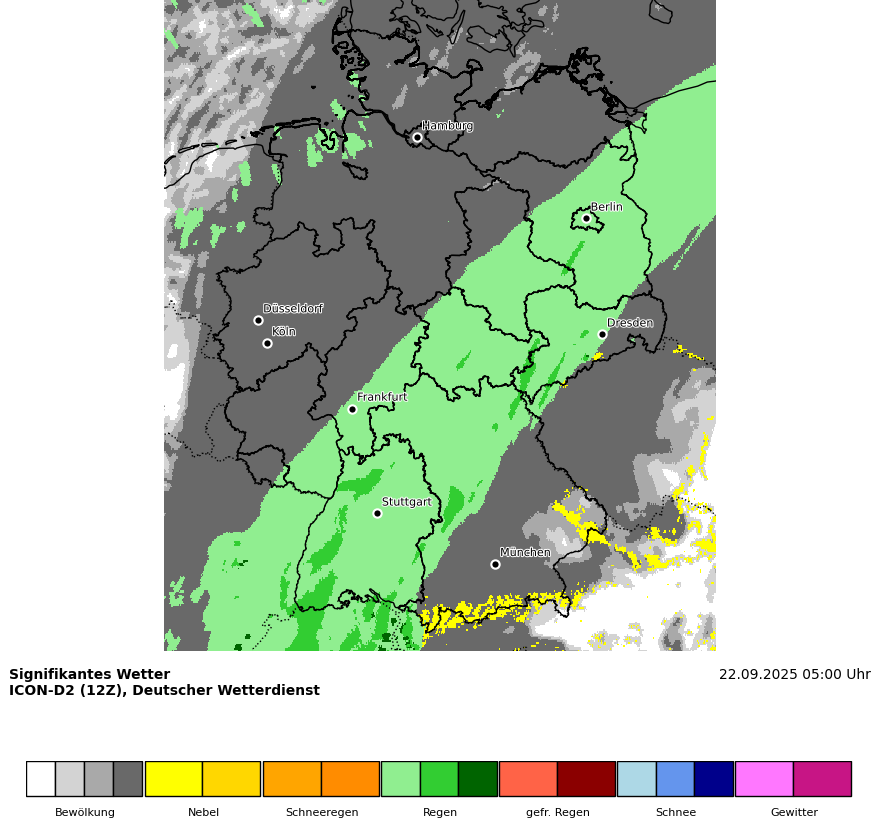 Hamburg
Berlin
Düsseldorf
Köln
Dresden
Frankfurt
Stuttgart
München
Signifikantes Wetter
22.09.2025 05:00 Uhr
ICON-D2 (12Z), Deutscher Wetterdienst
Bewölkung
Nebel
Schneeregen
Regen
gefr. Regen
Schnee
Gewitter